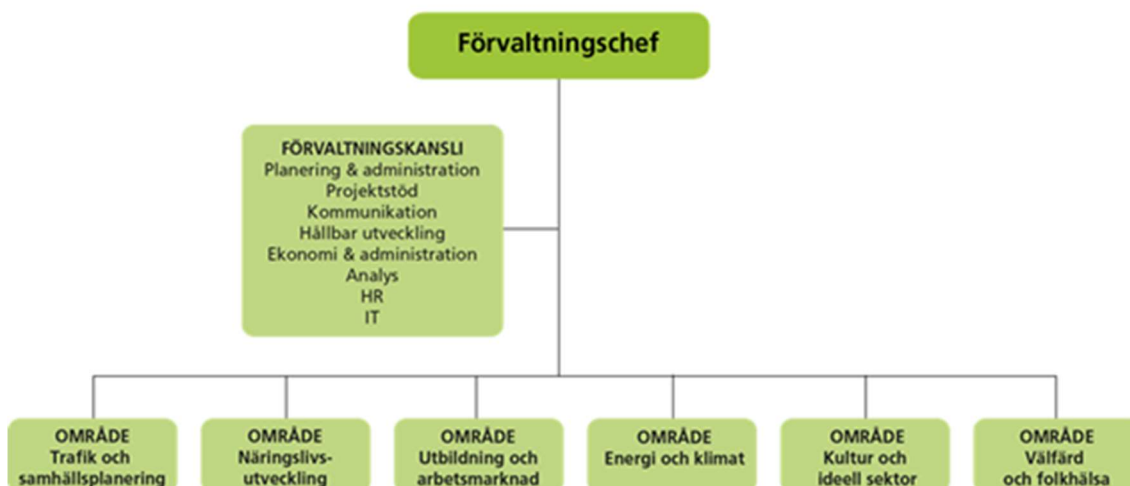 Förvaltningschef
FÖRVALTNINGSKANSLI
Planering & administration
Projektstöd
Kommunikation
Hållbar utveckling
Ekonomi & administration
Analys
HR
IT
OMRÅDE
Trafik och
samhällsplanering
OMRÅDE
Näringslivs-
utveckling
OMRÅDE
Utbildning och
arbetsmarknad
OMRÅDE
Energi och klimat
OMRÅDE
Kultur och
ideell sektor
OMRÅDE
Välfärd
och folkhälsa